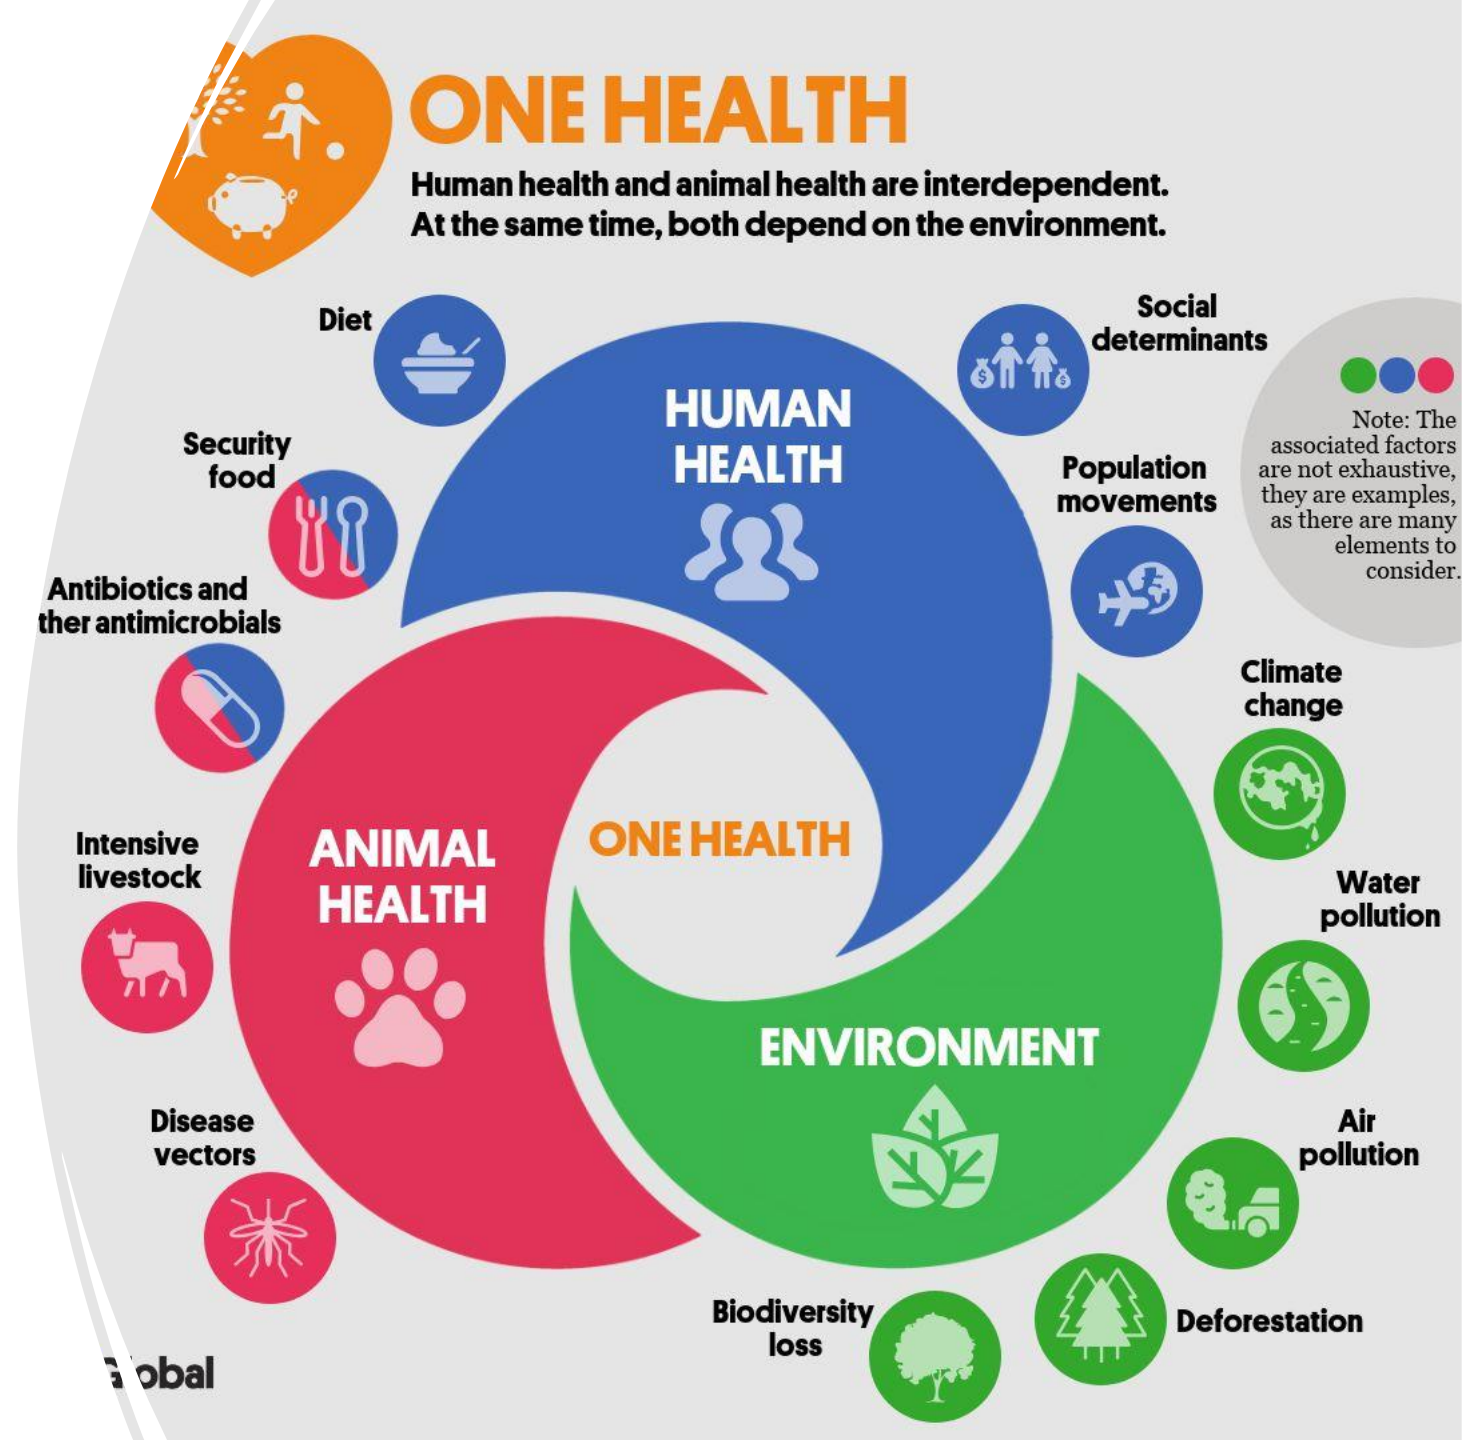 ONE HEALTH
Human health and animal health are interdependent.
At the same time, both depend on the environment.
Diet
Social
determinants
HUMAN
HEALTH
Note: The
associated factors
are not exhaustive,
they are examples,
as there are many
elements to
consider.
Security
food
Population
movements
Antibiotics and
ther antimicrobials
Climate
change
ONE HEALTH
ANIMAL
HEALTH
Intensive
livestock
Water
pollution
ENVIRONMENT
Disease
vectors
Air
pollution
Biodiversity
loss
Deforestation
Global